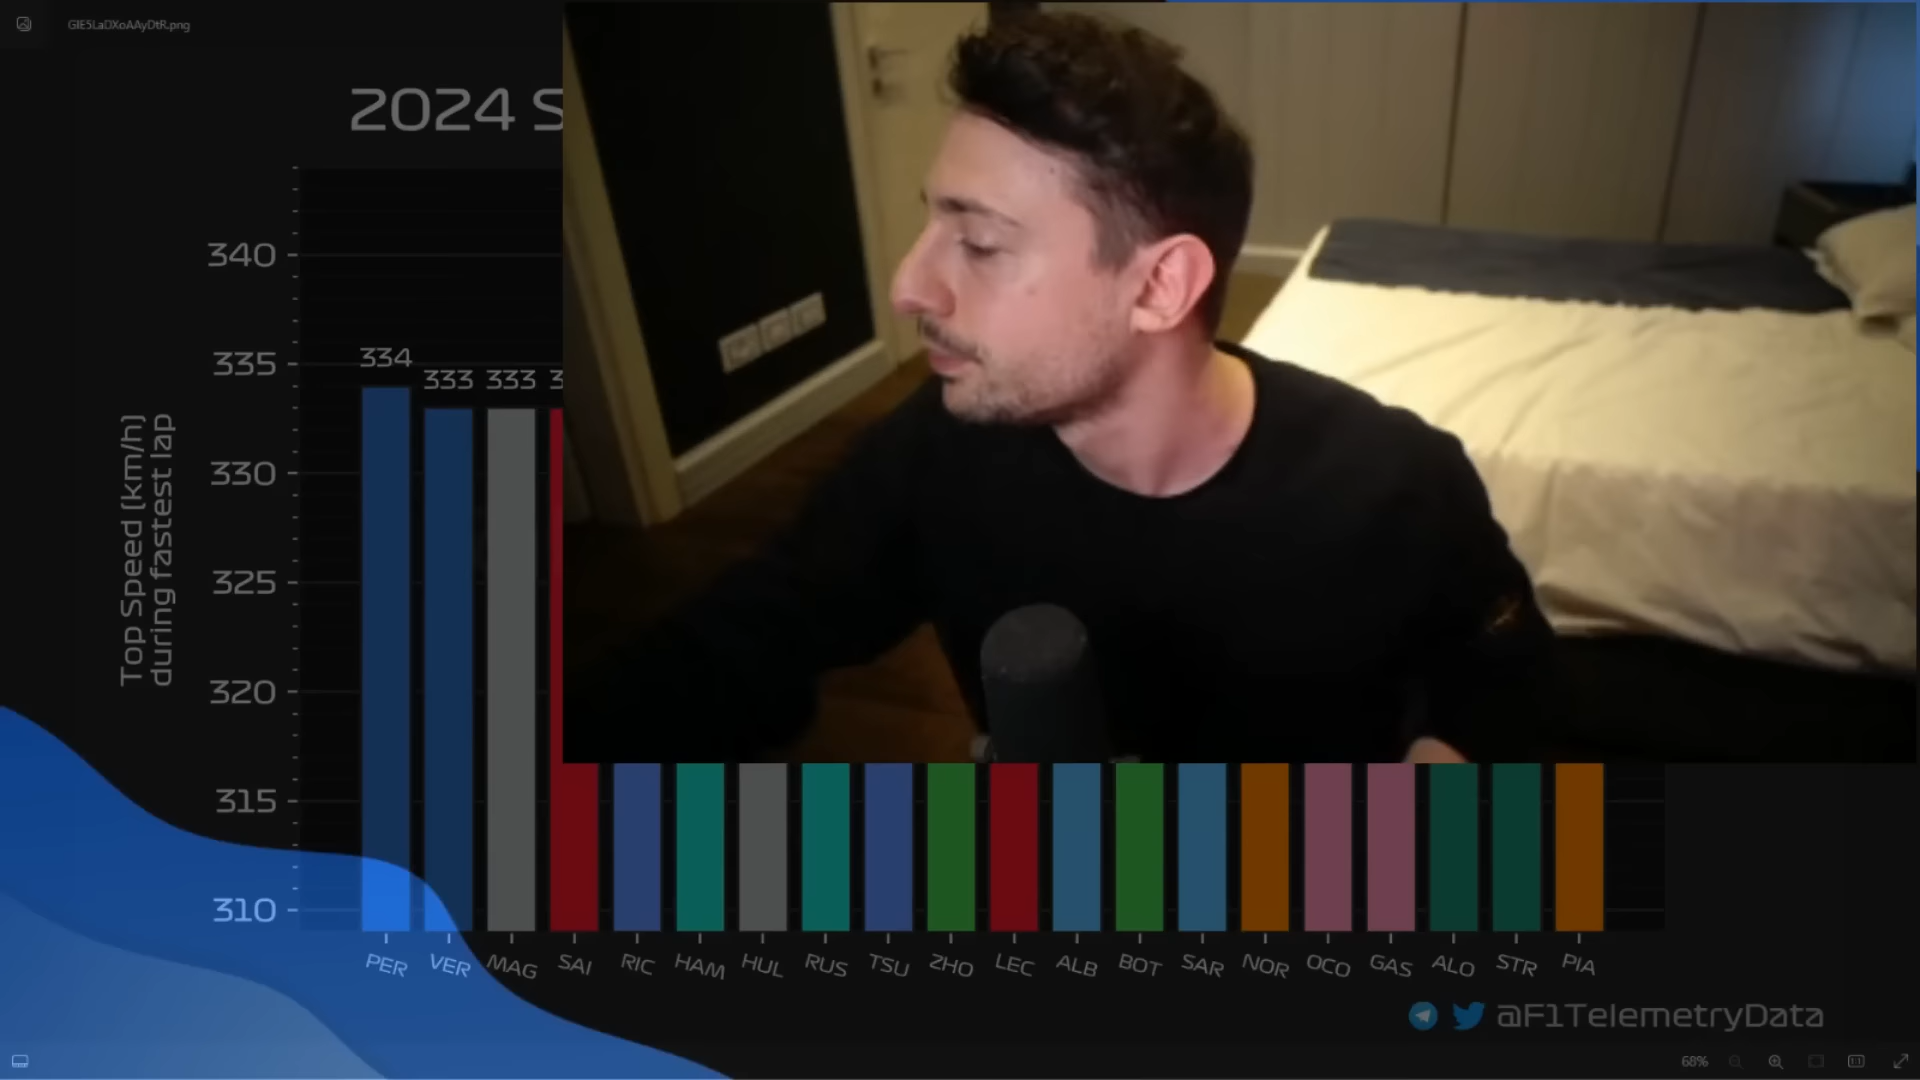 GIE5LaDXoAAyDtR.png
2024 S
340
335
330
325
320
315
310
Top Speed (km/h)
during fastest lap
334
333
333
3
PER
VER
MAG
SAI
RIC
HAM
HUL
RUS
TSU
ZHO
LEC
ALB
BOT
SAR
NOR
OCO
GAS
ALO
STR
PIA
@F1TelemetryData
68%